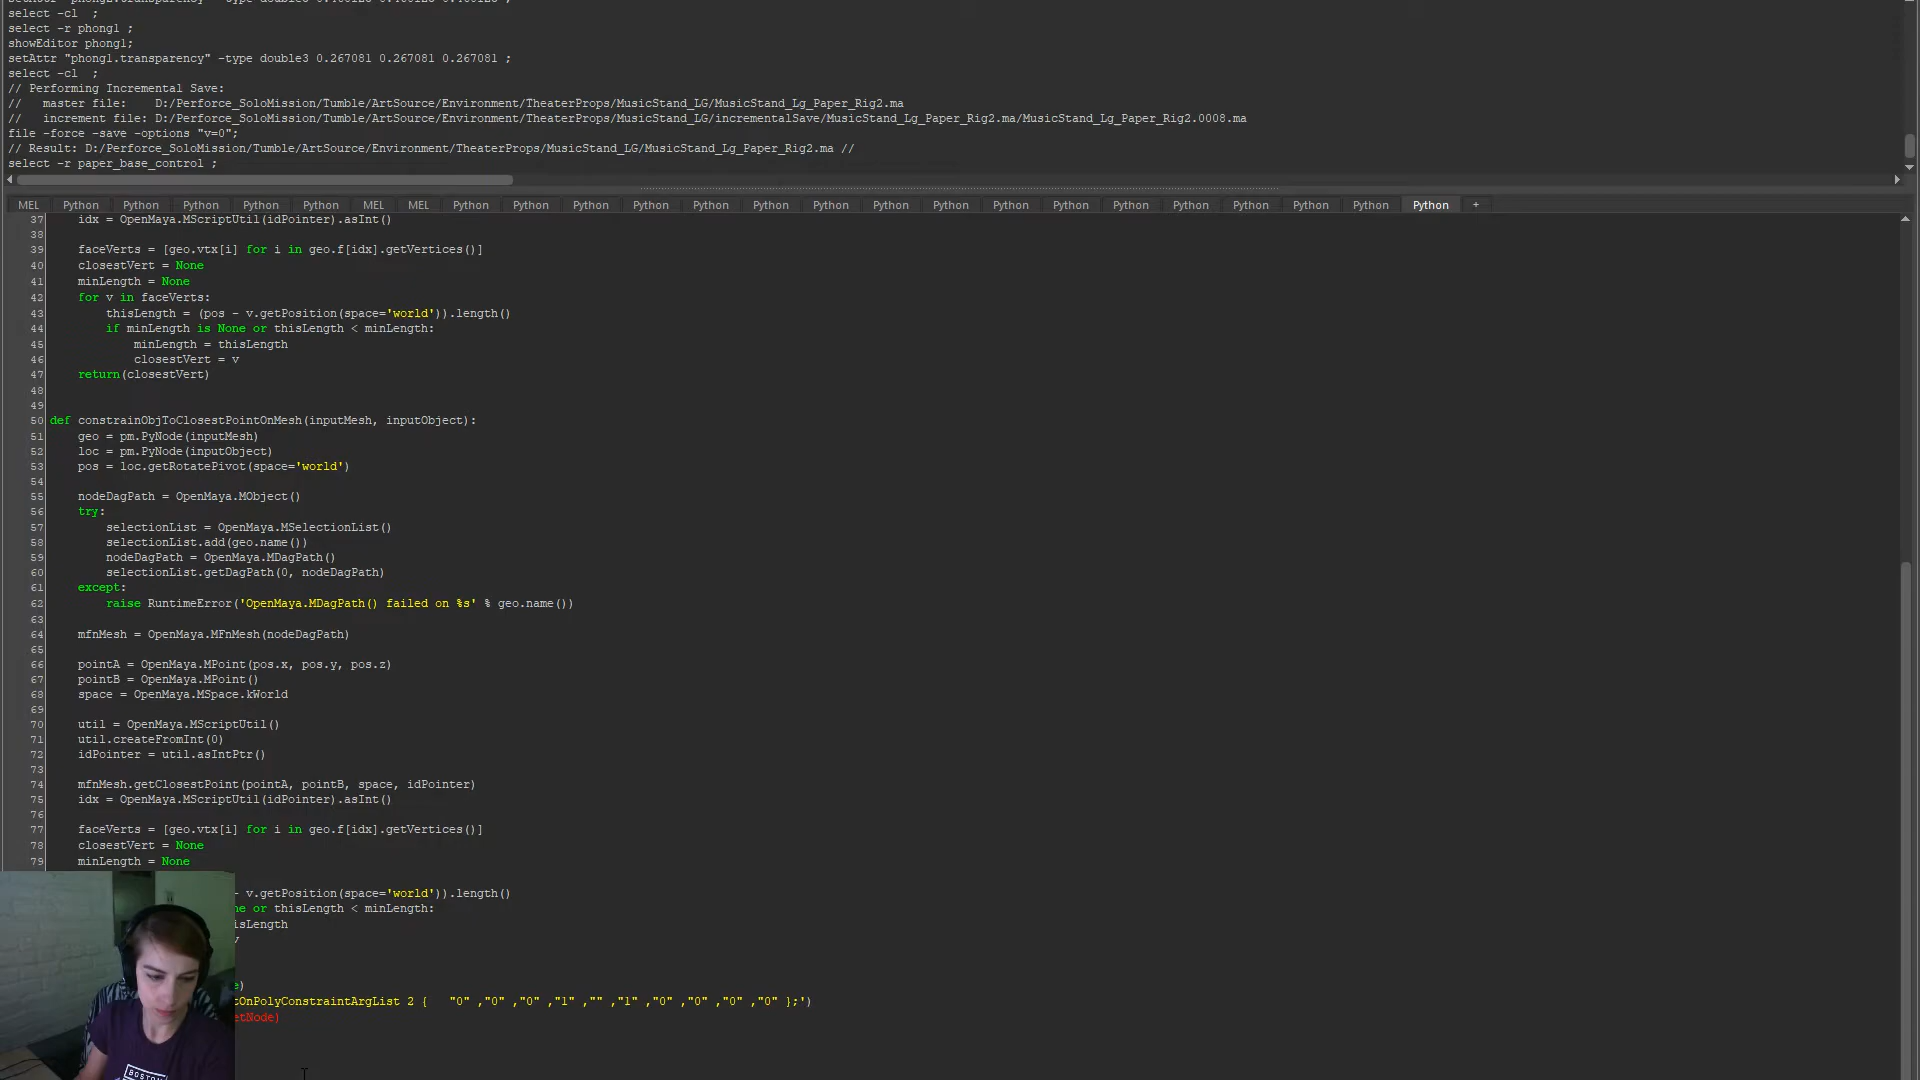 select -cl  ;
select -r phong1 ;
showEditor phong1;
setAttr "phong1.transparency" -type double3 0.267081 0.267081 0.267081 ;
select -cl  ;
// Performing Incremental Save:
//   master file:    D:/Perforce_SoloMission/Tumble/ArtSource/Environment/TheaterProps/MusicStand_LG/MusicStand_Lg_Paper_Rig2.ma
//   increment file: D:/Perforce_SoloMission/Tumble/ArtSource/Environment/TheaterProps/MusicStand_LG/incrementalSave/MusicStand_Lg_Paper_Rig2.ma/MusicStand_Lg_Paper_Rig2.0008.ma
file -force -save -options "v=0";
// Result: D:/Perforce_SoloMission/Tumble/ArtSource/Environment/TheaterProps/MusicStand_LG/MusicStand_Lg_Paper_Rig2.ma //
select -r paper_base_control ;
MEL Python Python Python Python Python MEL MEL Python Python Python Python Python Python Python Python Python Python Python Python Python Python Python Python +
37     idx = OpenMaya.MScriptUtil(idPointer).asInt()
38
39     faceVerts = [geo.vtx[i] for i in geo.f[idx].getVertices()]
40     closestVert = None
41     minLength = None
42     for v in faceVerts:
43         thisLength = (pos - v.getPosition(space='world')).length()
44         if minLength is None or thisLength < minLength:
45             minLength = thisLength
46             closestVert = v
47     return(closestVert)
48
49
50 def constrainObjToClosestPointOnMesh(inputMesh, inputObject):
51     geo = pm.PyNode(inputMesh)
52     loc = pm.PyNode(inputObject)
53     pos = loc.getRotatePivot(space='world')
54
55     nodeDagPath = OpenMaya.MObject()
56     try:
57         selectionList = OpenMaya.MSelectionList()
58         selectionList.add(geo.name())
59         nodeDagPath = OpenMaya.MDagPath()
60         selectionList.getDagPath(0, nodeDagPath)
61     except:
62         raise RuntimeError('OpenMaya.MDagPath() failed on %s' % geo.name())
63
64     mfnMesh = OpenMaya.MFnMesh(nodeDagPath)
65
66     pointA = OpenMaya.MPoint(pos.x, pos.y, pos.z)
67     pointB = OpenMaya.MPoint()
68     space = OpenMaya.MSpace.kWorld
69
70     util = OpenMaya.MScriptUtil()
71     util.createFromInt(0)
72     idPointer = util.asIntPtr()
73
74     mfnMesh.getClosestPoint(pointA, pointB, space, idPointer)
75     idx = OpenMaya.MScriptUtil(idPointer).asInt()
76
77     faceVerts = [geo.vtx[i] for i in geo.f[idx].getVertices()]
78     closestVert = None
79     minLength = None
- v.getPosition(space='world')).length()
ne or thisLength < minLength:
isLength
v
e)
tOnPolyConstraintArgList 2 {   "0" ,"0" ,"0" ,"1" ,"" ,"1" ,"0" ,"0" ,"0" ,"0" };')
etNode)
BOSTON